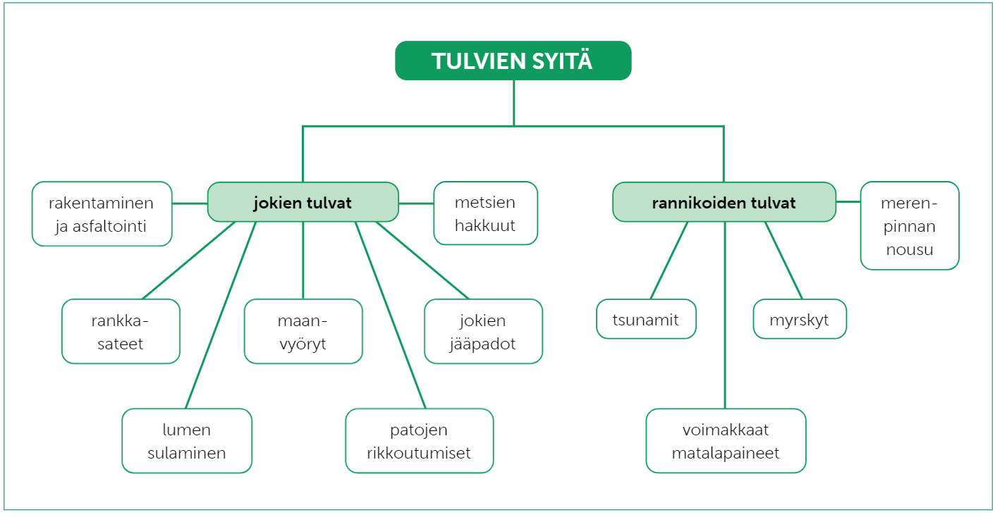 TULVIEN SYITÄ
jokien tulvat
rakentaminen
ja asfaltointi
metsien
hakkuut
rankka-
sateet
maan-
vyöryt
jokien
jääpadot
lumen
sulaminen
patojen
rikkoutumiset
rannikoiden tulvat
meren-
pinnan
nousu
tsunamit
myrskyt
voimakkaat
matalapaineet